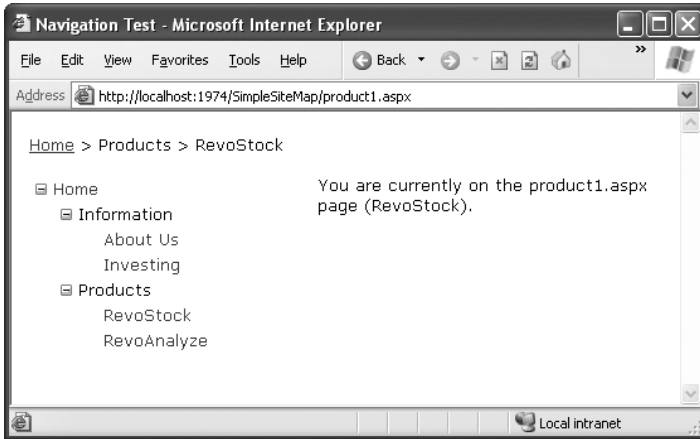 Navigation Test - Microsoft Internet Explorer
File Edit View Favorites Tools Help Back »
Address http://localhost:1974/SimpleSiteMap/product1.aspx
Home > Products > RevoStock
Home
Information
About Us
Investing
Products
RevoStock
RevoAnalyze
You are currently on the product1.aspx
page (RevoStock).
Local intranet